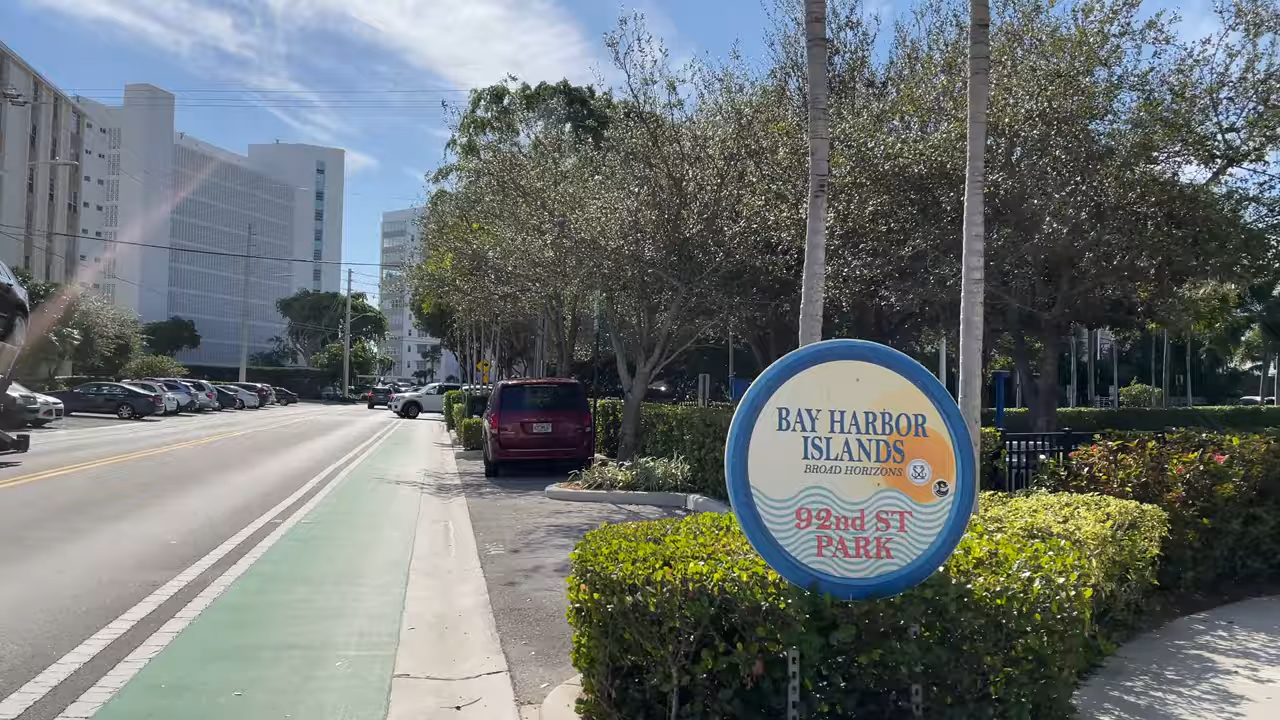 BAY HARBOR
ISLANDS
BROAD HORIZONS
92nd ST
PARK